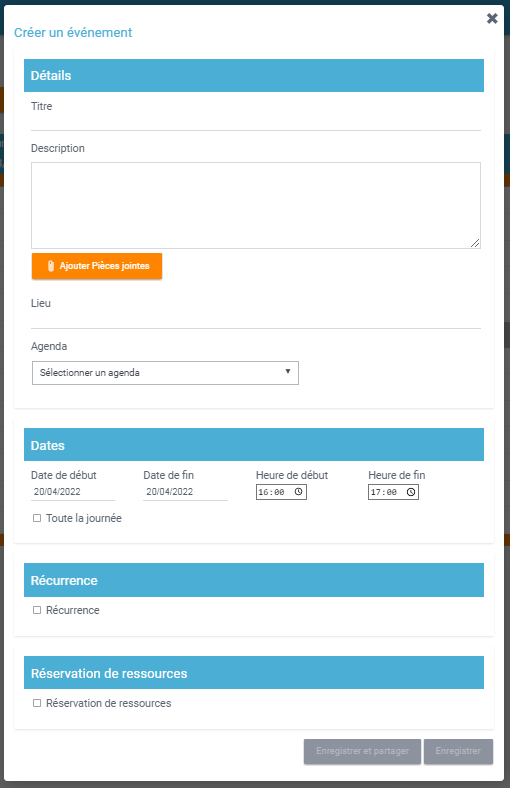 Créer un événement
✖
Détails
Titre
Description
Ajouter Pièces jointes
Lieu
Agenda
Sélectionner un agenda
Dates
Date de début Date de fin Heure de début Heure de fin
20/04/2022 20/04/2022 16:00 17:00
Toute la journée
Récurrence
Récurrence
Réservation de ressources
Réservation de ressources
Enregistrer et partager Enregistrer